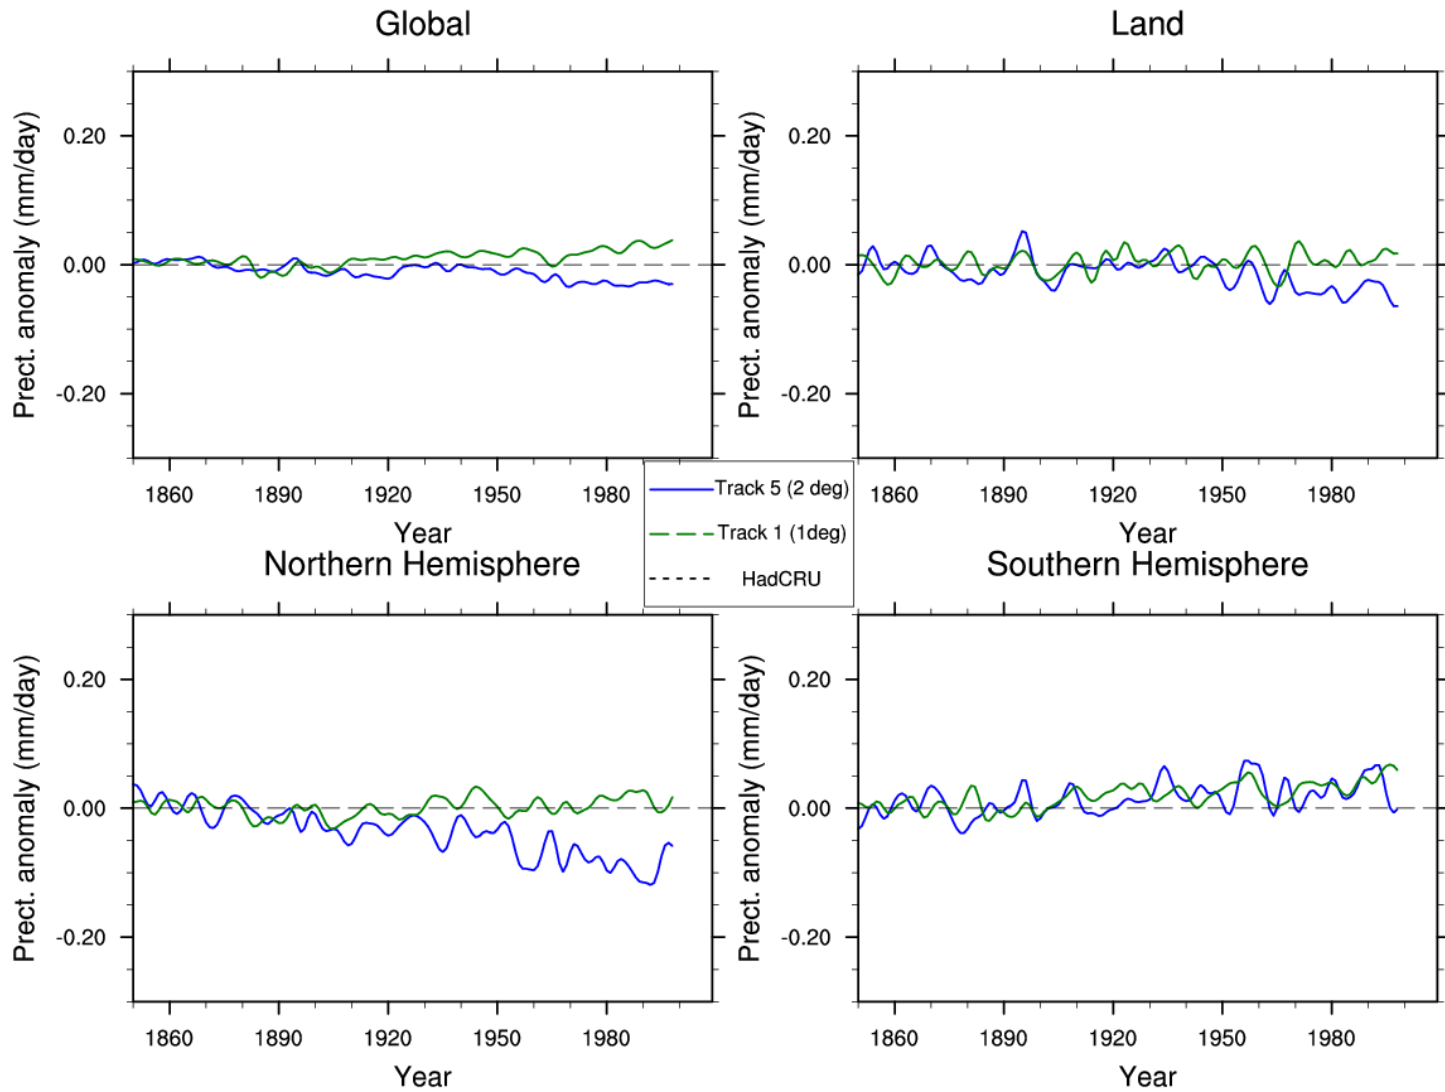 Global
Prect. anomaly (mm/day)
0.20
0.00
-0.20
1860 1890 1920 1950 1980
Year
Land
Prect. anomaly (mm/day)
0.20
0.00
-0.20
1860 1890 1920 1950 1980
Year
Track 5 (2 deg)
Track 1 (1deg)
HadCRU
Northern Hemisphere
Prect. anomaly (mm/day)
0.20
0.00
-0.20
1860 1890 1920 1950 1980
Year
Southern Hemisphere
Prect. anomaly (mm/day)
0.20
0.00
-0.20
1860 1890 1920 1950 1980
Year